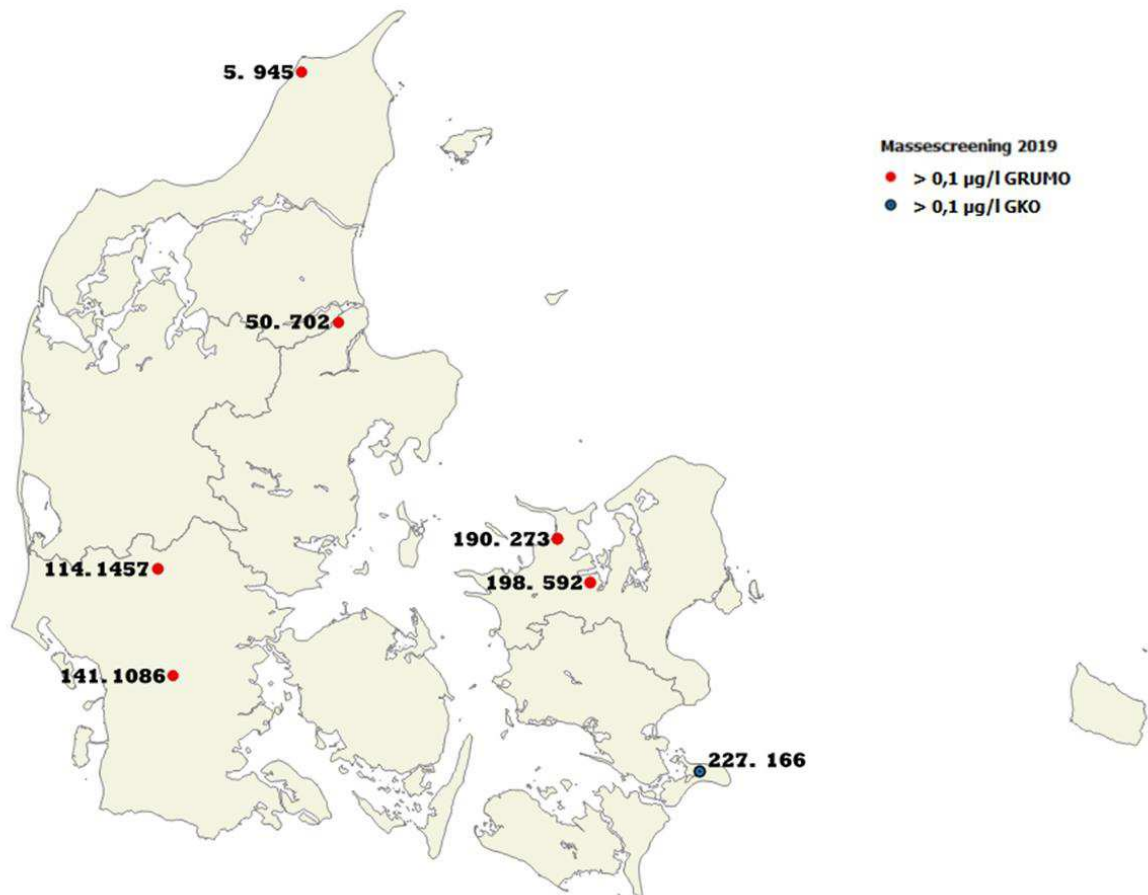 5. 945
Massescreening 2019
> 0,1 µg/l GRUMO
> 0,1 µg/l GKO
50. 702
190. 273
114.1457
198. 592
141.1086
227. 166